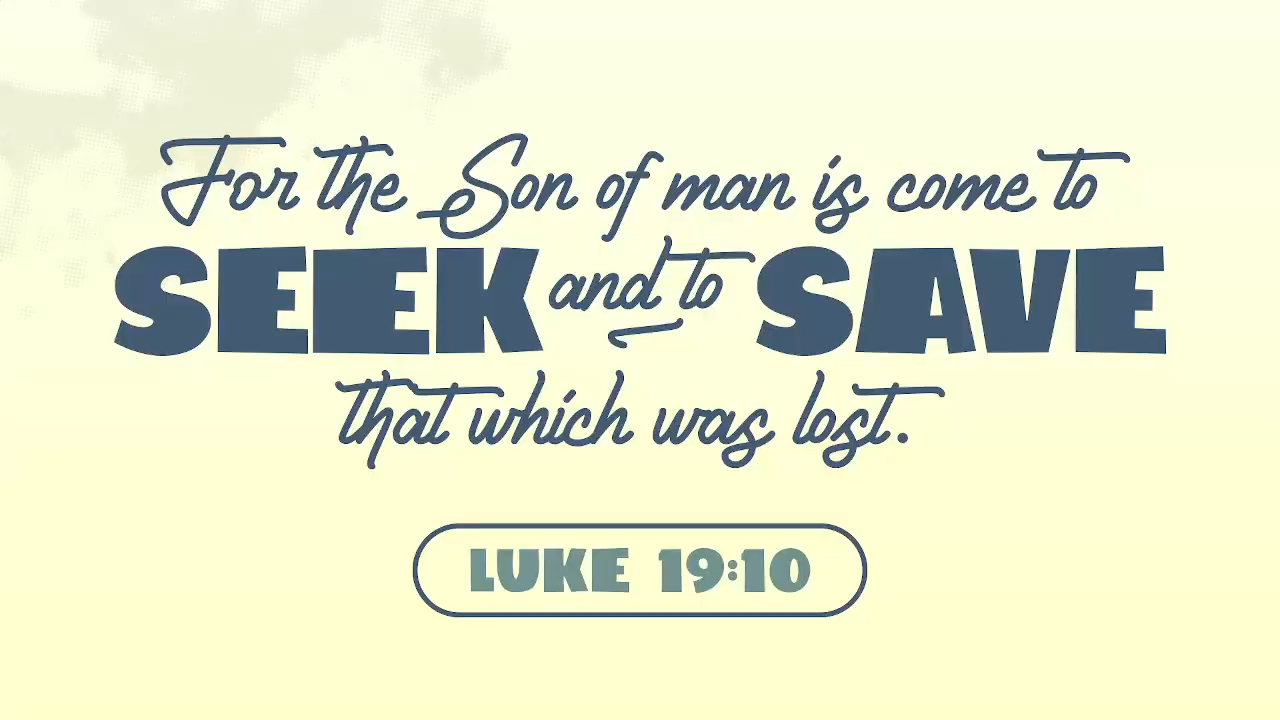 For the Son of man is come to
SEEK and to SAVE
that which was lost.
LUKE 19:10